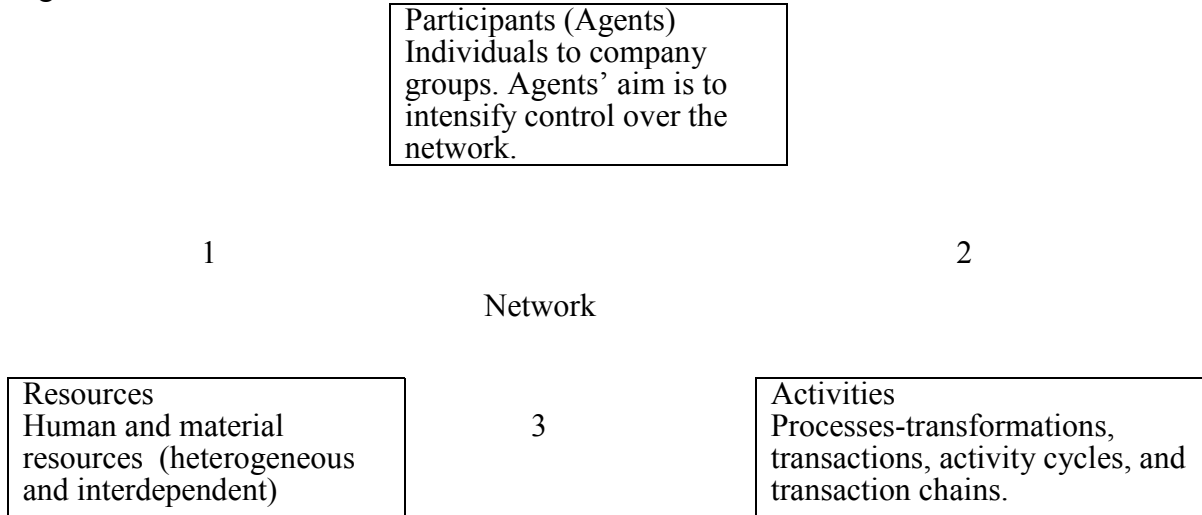 Participants (Agents)
Individuals to company
groups. Agents’ aim is to
intensify control over the
network.
1
2
Network
Resources
Human and material
resources (heterogeneous
and interdependent)
3
Activities
Processes-transformations,
transactions, activity cycles, and
transaction chains.